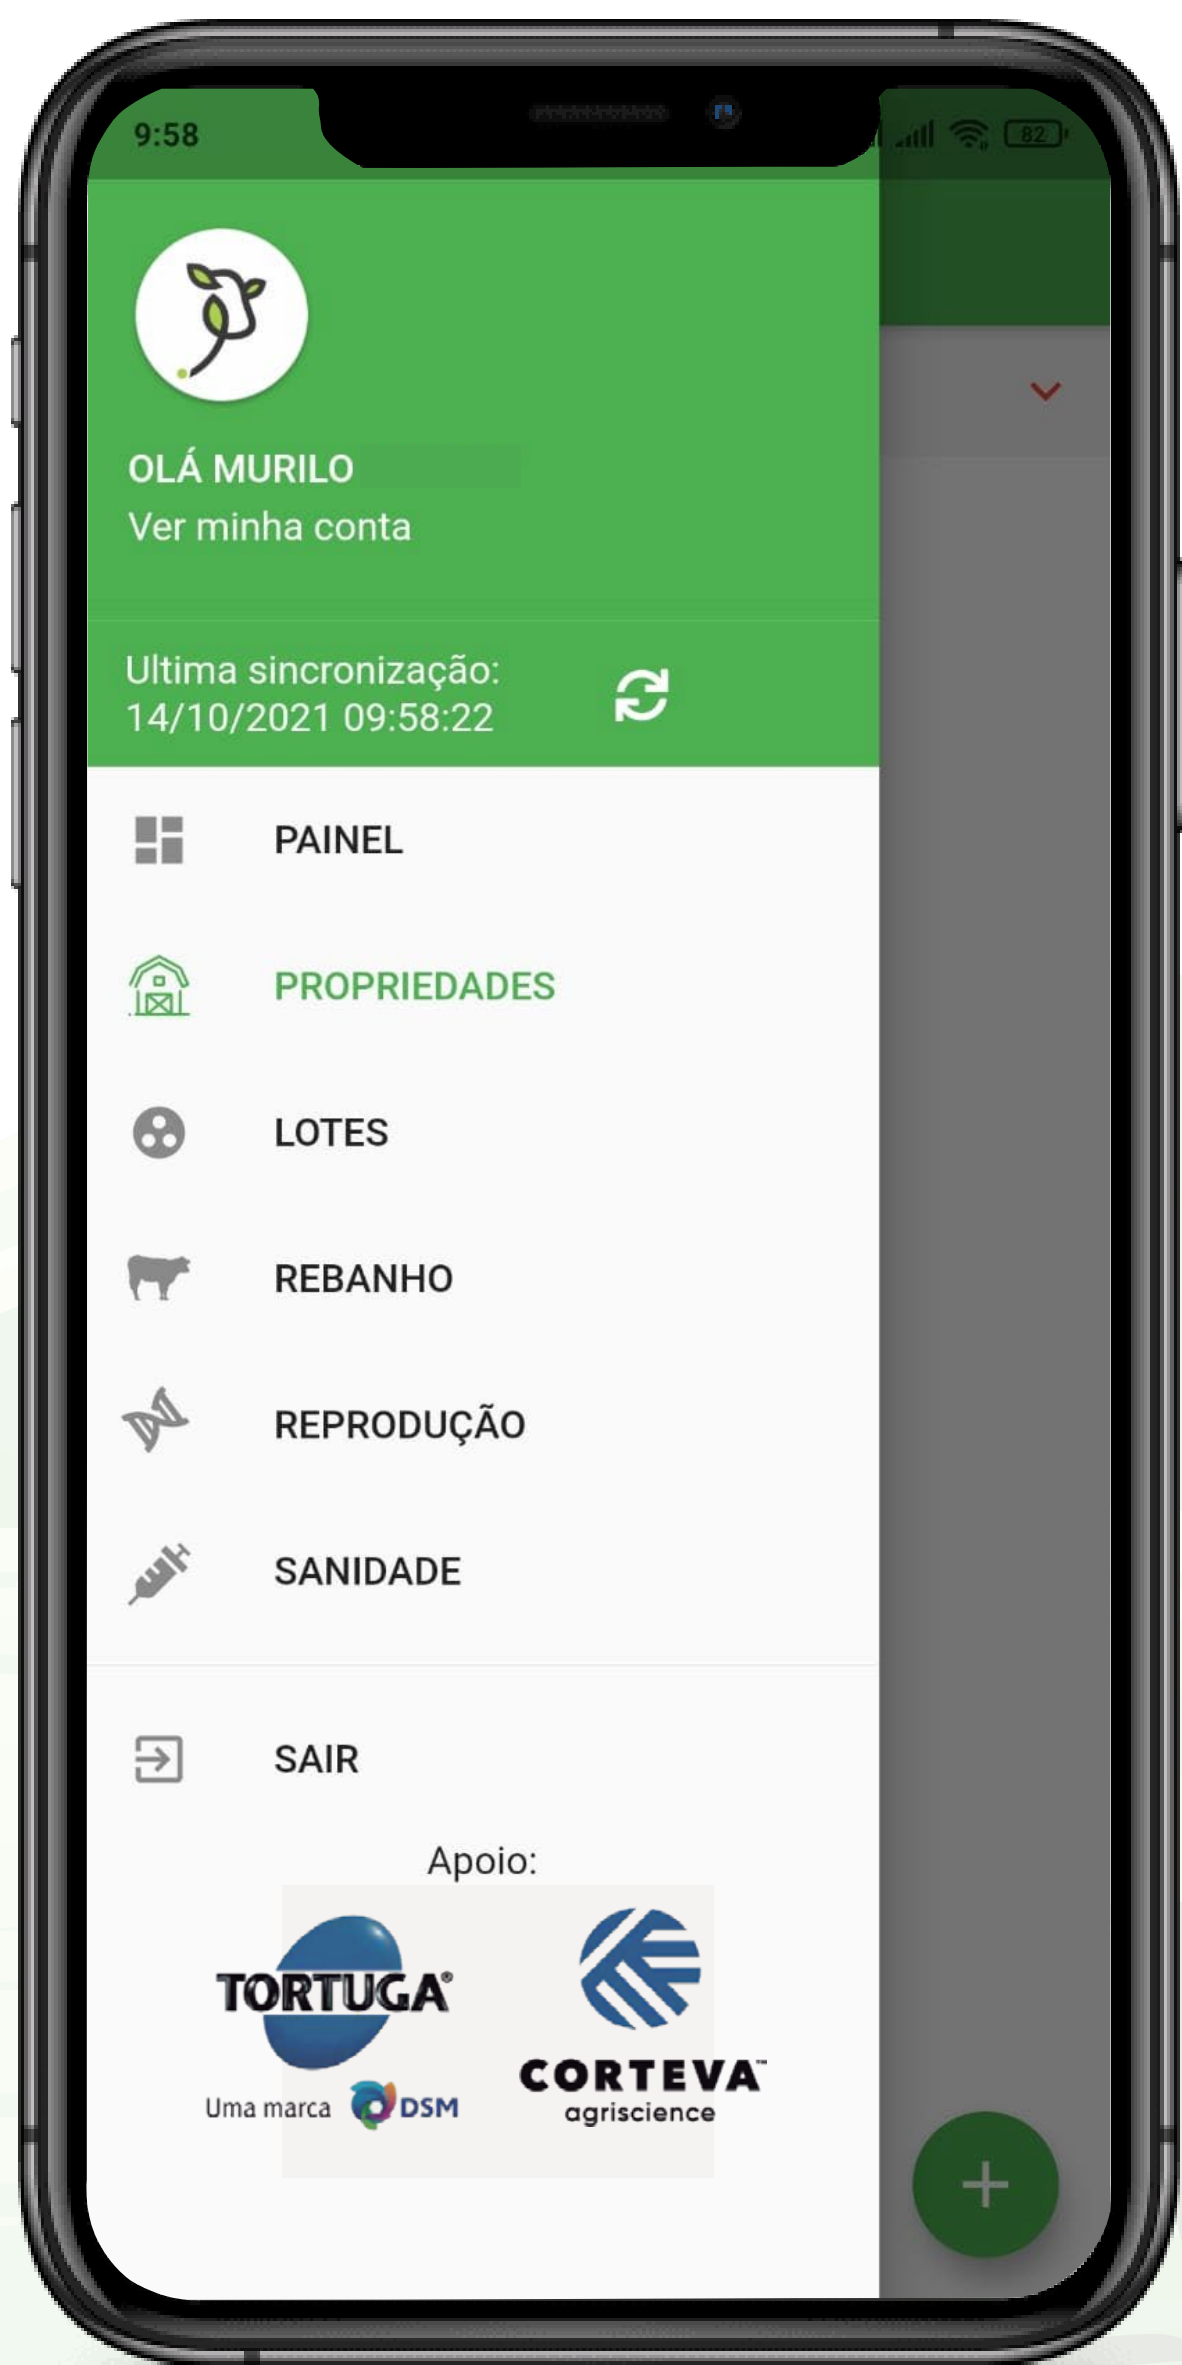 9:58
82
OLÁ MURILO
Ver minha conta
Ultima sincronização:
14/10/2021 09:58:22
PAINEL
PROPRIEDADES
LOTES
REBANHO
REPRODUÇÃO
SANIDADE
SAIR
Apoio:
TORTUGA®
Uma marca DSM
CORTEVA™
agriscience